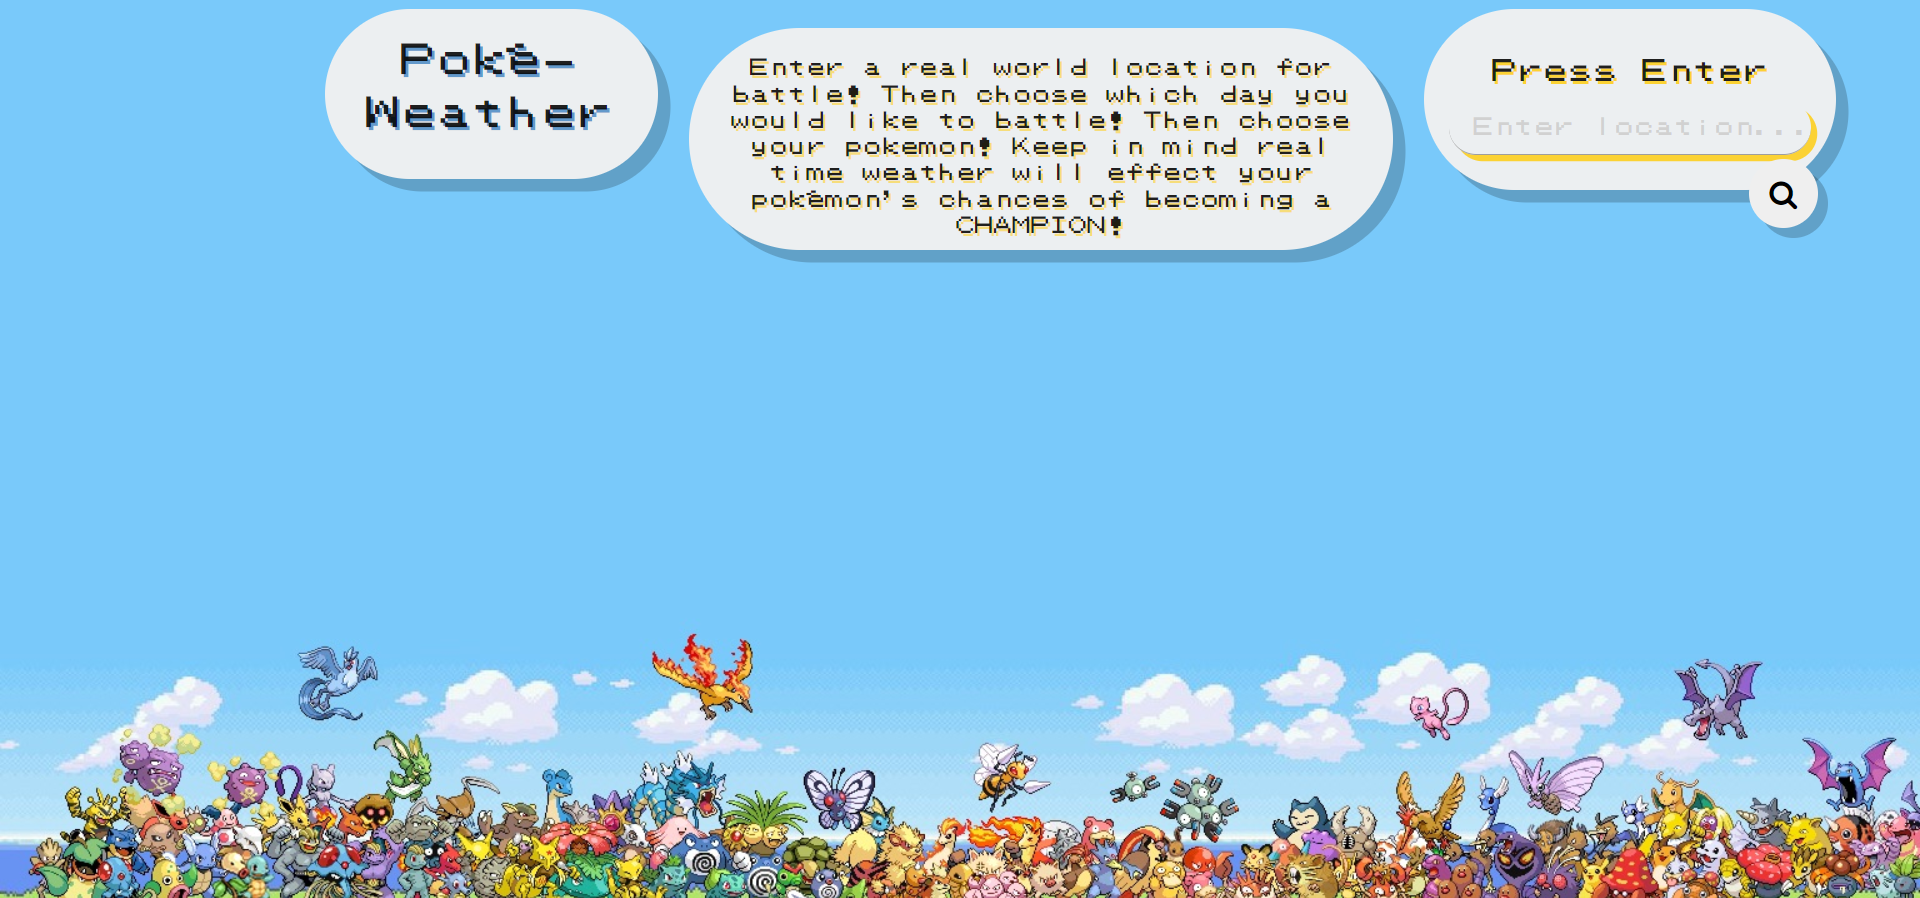 Poké-
Weather
Enter a real world location for
battle! Then choose which day you
would like to battle! Then choose
your pokemon! Keep in mind real
time weather will effect your
pokémon's chances of becoming a
CHAMPION!
Press Enter
Enter location...